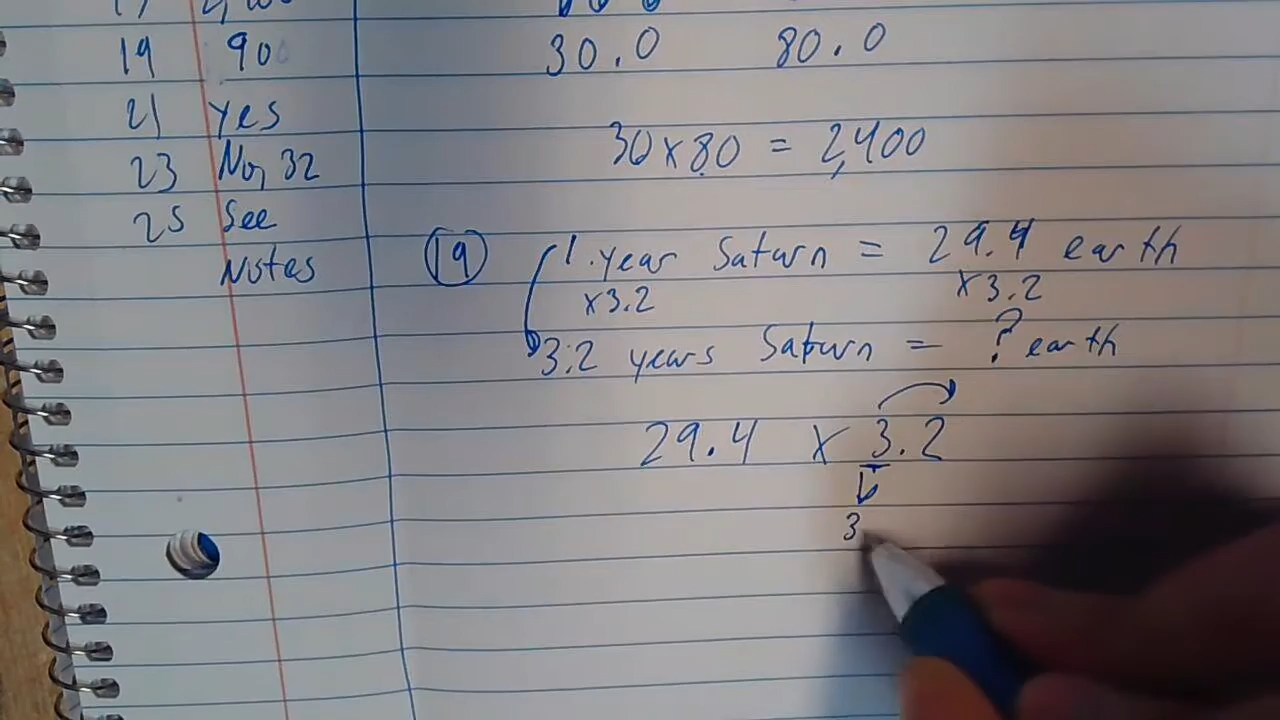 19 90
21 yes
23 No, 32
25 See
Notes
30.0 80.0
30 x 80 = 2,400
19 1 year Saturn = 29.4 earth
x3.2 x3.2
3.2 years Saturn = ? earth
29.4 x 3.2
3